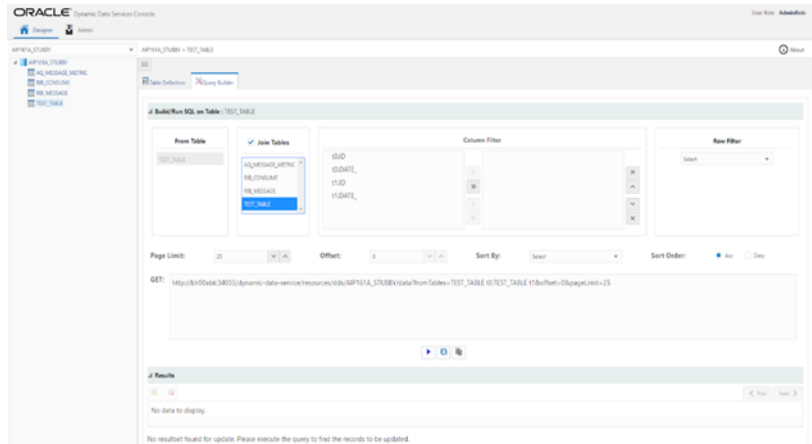 ORACLE Dynamic Data Services Console
User Role AdminRole
Designer Admin
AIP161A_STUBBY
AIP161A_STUBBY > TEST_TABLE
About
AIP161A_STUBBY
AQ_MESSAGE_METRIC
RIB_CONSUME
RIB_MESSAGE
TEST_TABLE
Table Definition Query Builder
Build/Run SQL on Table : TEST_TABLE
From Table
Join Tables
Column Filter
Row Filter
TEST_TABLE
AQ_MESSAGE_METRIC
RIB_CONSUME
RIB_MESSAGE
TEST_TABLE
t0.ID
t0.DATE_
t1.ID
t1.DATE_
Select
Page Limit: 25 Offset: 0 Sort By: Select Sort Order: Asc Desc
GET:
Results
Prev Next
No data to display.
No resultset found for update. Please execute the query to find the records to be updated.